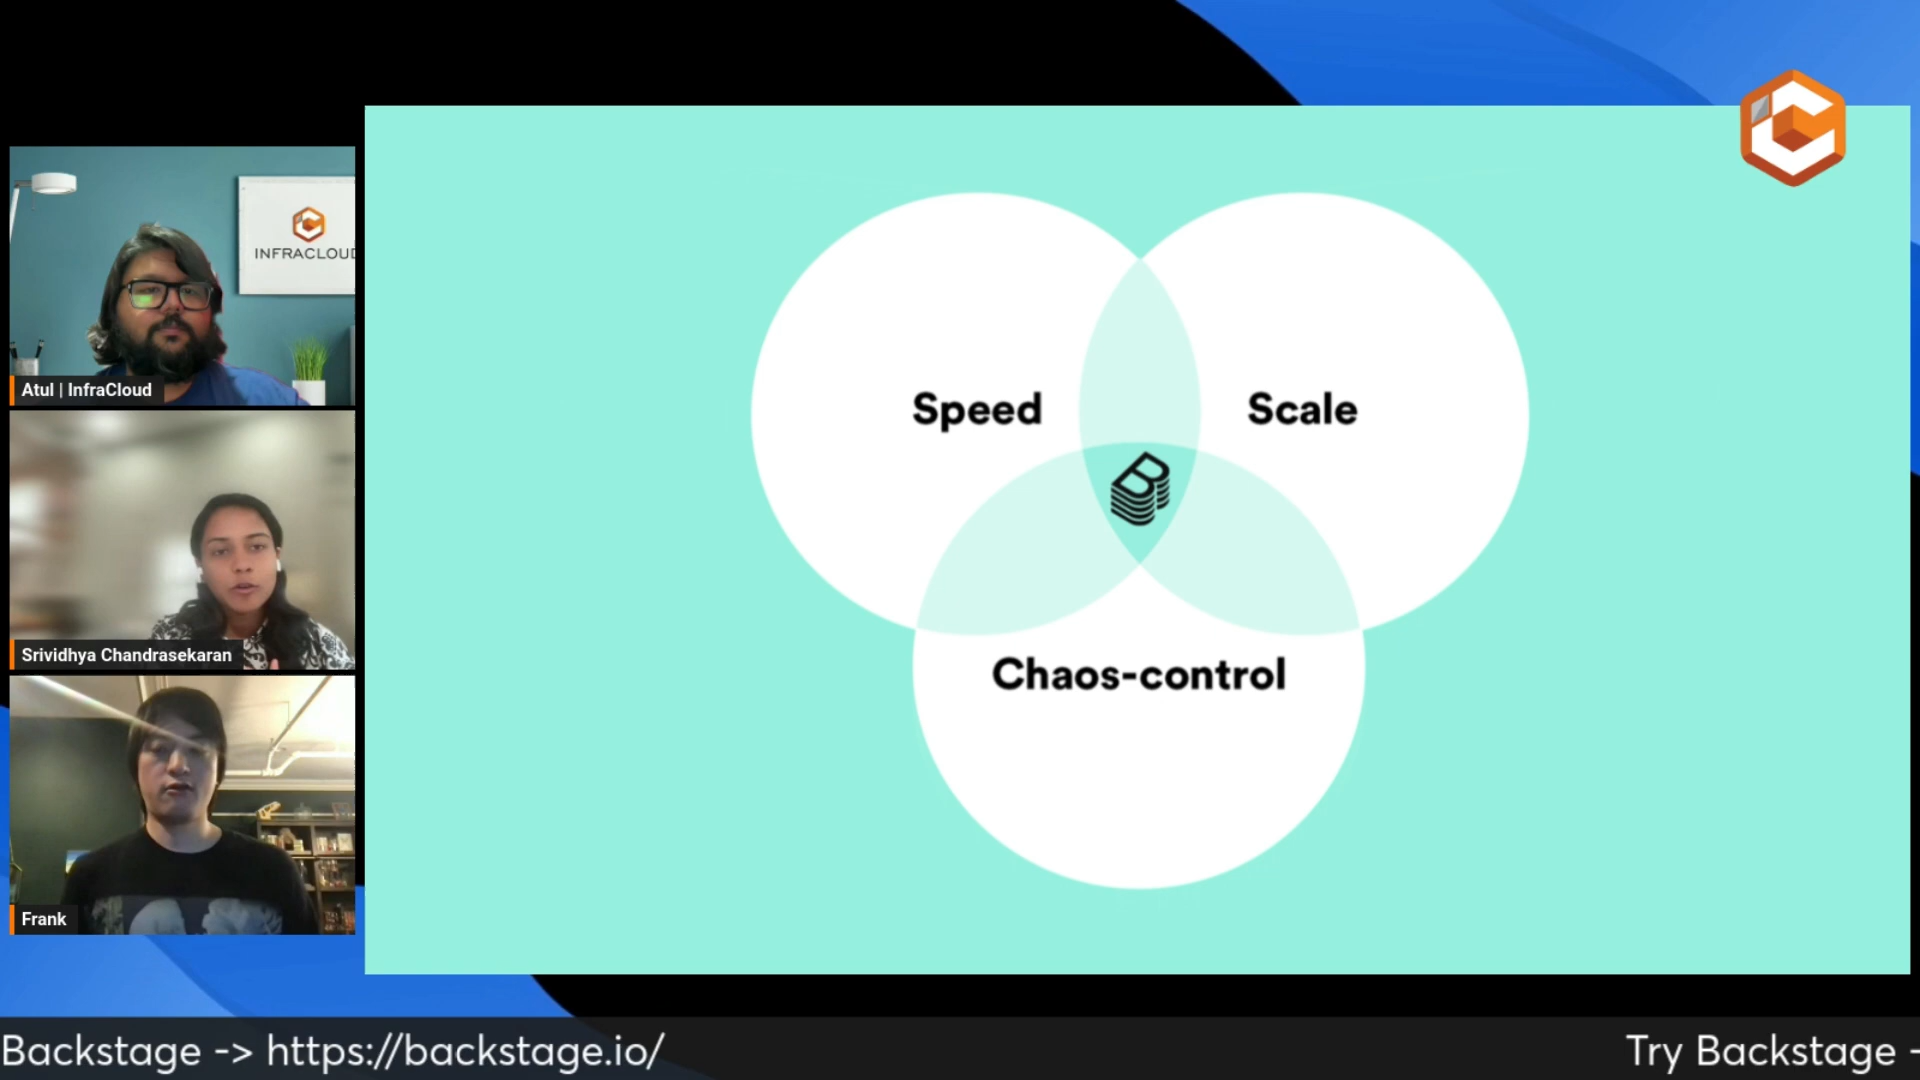 INFRACLOUD
Atul | InfraCloud
Srividhya Chandrasekaran
Frank
Speed
Scale
Chaos-control
Backstage -> https://backstage.io/
Try Backstage -